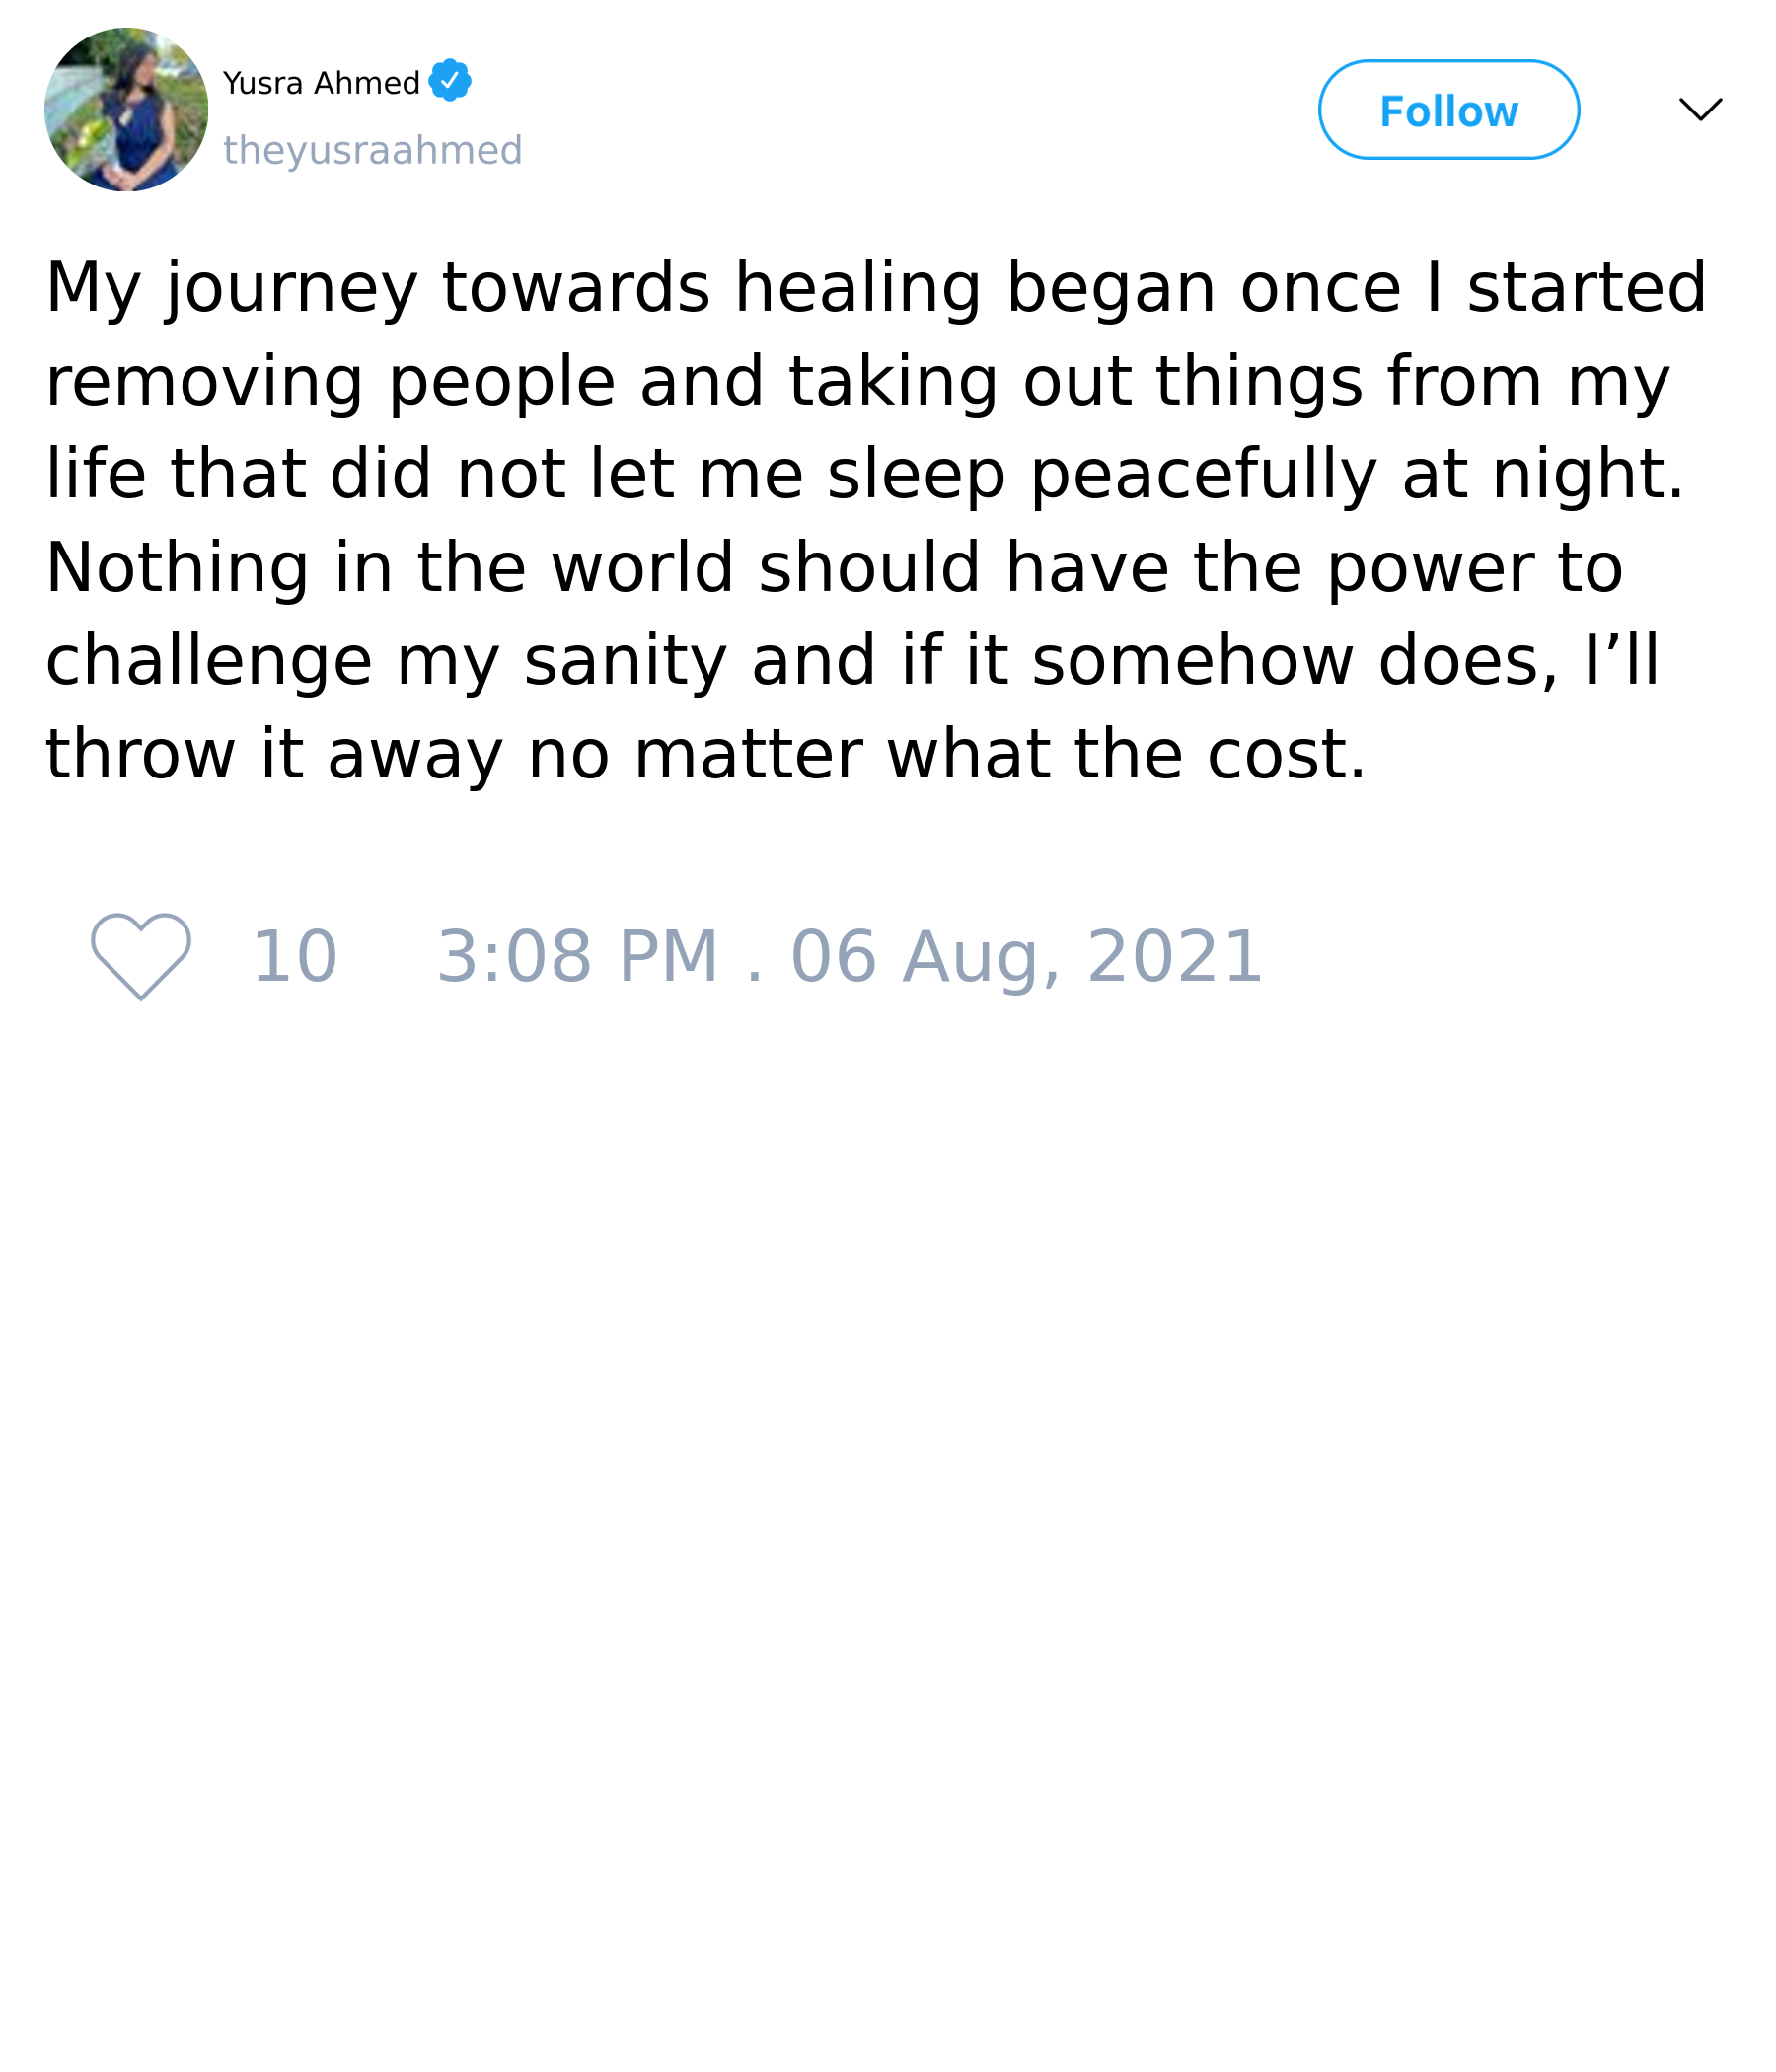 Yusra Ahmed
theyusraahmed
Follow
My journey towards healing began once I started
removing people and taking out things from my
life that did not let me sleep peacefully at night.
Nothing in the world should have the power to
challenge my sanity and if it somehow does, I’ll
throw it away no matter what the cost.
10 3:08 PM . 06 Aug, 2021